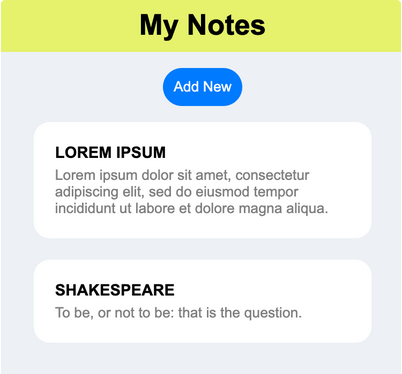 My Notes
Add New
LOREM IPSUM
Lorem ipsum dolor sit amet, consectetur
adipiscing elit, sed do eiusmod tempor
incididunt ut labore et dolore magna aliqua.
SHAKESPEARE
To be, or not to be: that is the question.